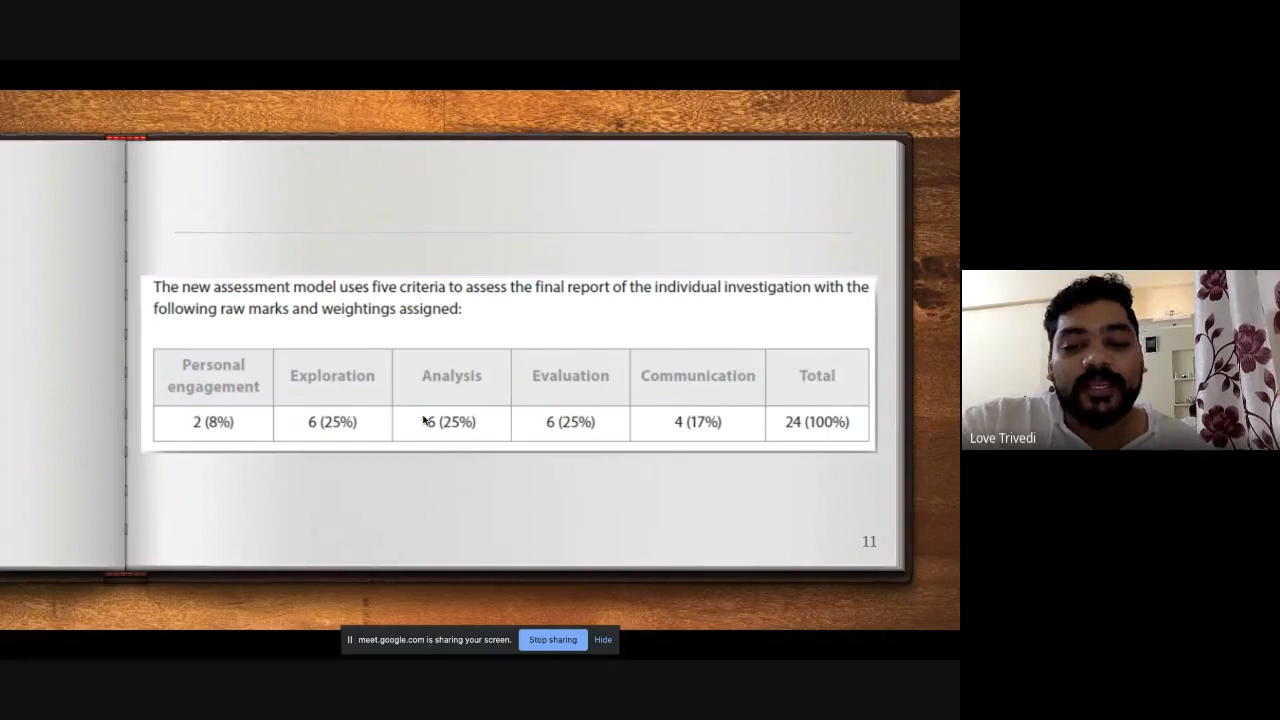 The new assessment model uses five criteria to assess the final report of the individual investigation with the
following raw marks and weightings assigned:
Personal engagement Exploration Analysis Evaluation Communication Total
2 (8%) 6 (25%) 6 (25%) 6 (25%) 4 (17%) 24 (100%)
11
Love Trivedi
meet.google.com is sharing your screen. Stop sharing Hide